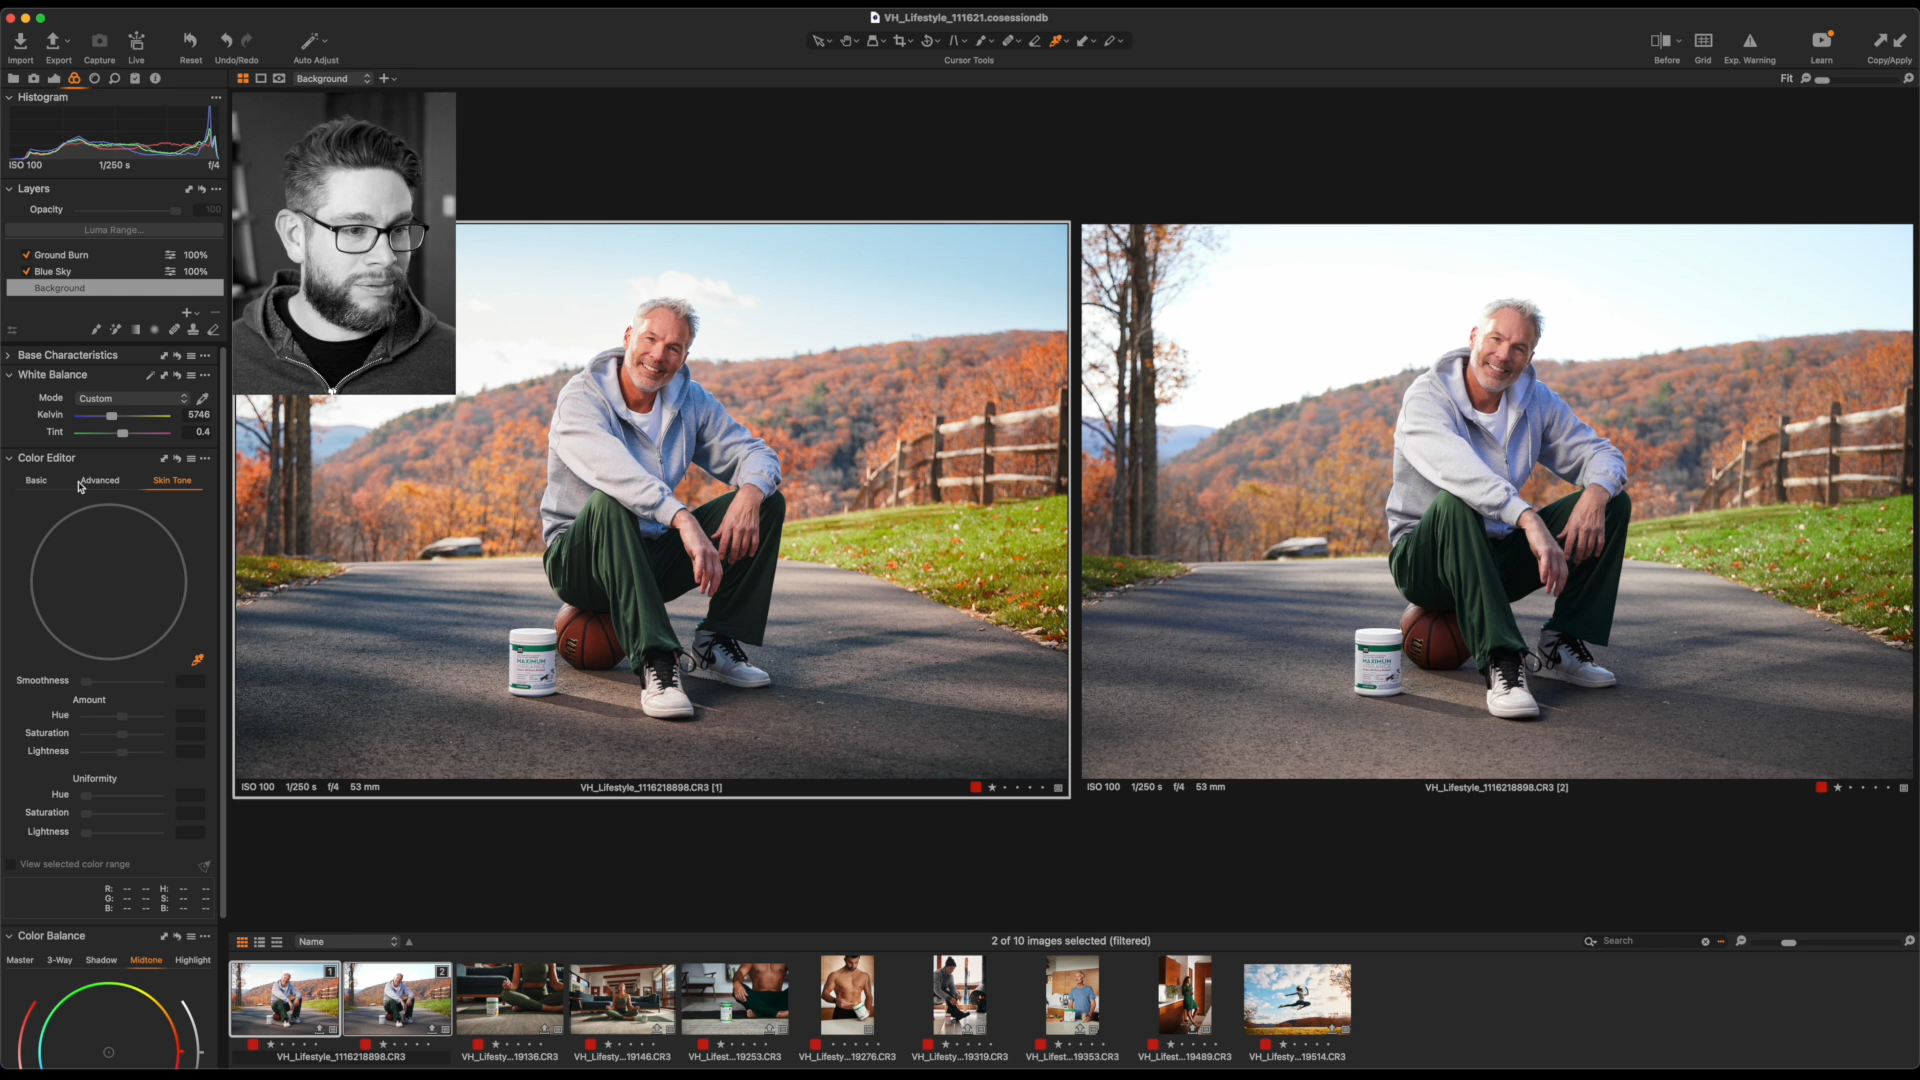 VH_Lifestyle_111621.cosessiondb
Import Export Capture Live Reset Undo/Redo Auto Adjust Cursor Tools Before Grid Exp. Warning Learn Copy/Apply
Background Fit
Histogram
ISO 100 1/250 s f/4
Layers
Opacity 100
Luma Range...
Ground Burn 100%
Blue Sky 100%
Background
Base Characteristics
White Balance
Mode Custom
Kelvin 5746
Tint 0.4
Color Editor
Basic Advanced Skin Tone
Smoothness
Amount
Hue
Saturation
Lightness
Uniformity
Hue
Saturation
Lightness
View selected color range
R: -- -- H: -- --
G: -- -- S: -- --
B: -- -- B: -- --
Color Balance
Master 3-Way Shadow Midtone Highlight
MAXIMUM
MAXIMUM
ISO 100 1/250 s f/4 53 mm VH_Lifestyle_1116218898.CR3 [1]
ISO 100 1/250 s f/4 53 mm VH_Lifestyle_1116218898.CR3 [2]
Name 2 of 10 images selected (filtered) Search
1 2
VH_Lifestyle_1116218898.CR3 VH_Lifesty...19136.CR3 VH_Lifesty...19146.CR3 VH_Lifest...19253.CR3 VH_Lifesty...19276.CR3 VH_Lifesty...19319.CR3 VH_Lifest...19353.CR3 VH_Lifest...19489.CR3 VH_Lifesty...19514.CR3